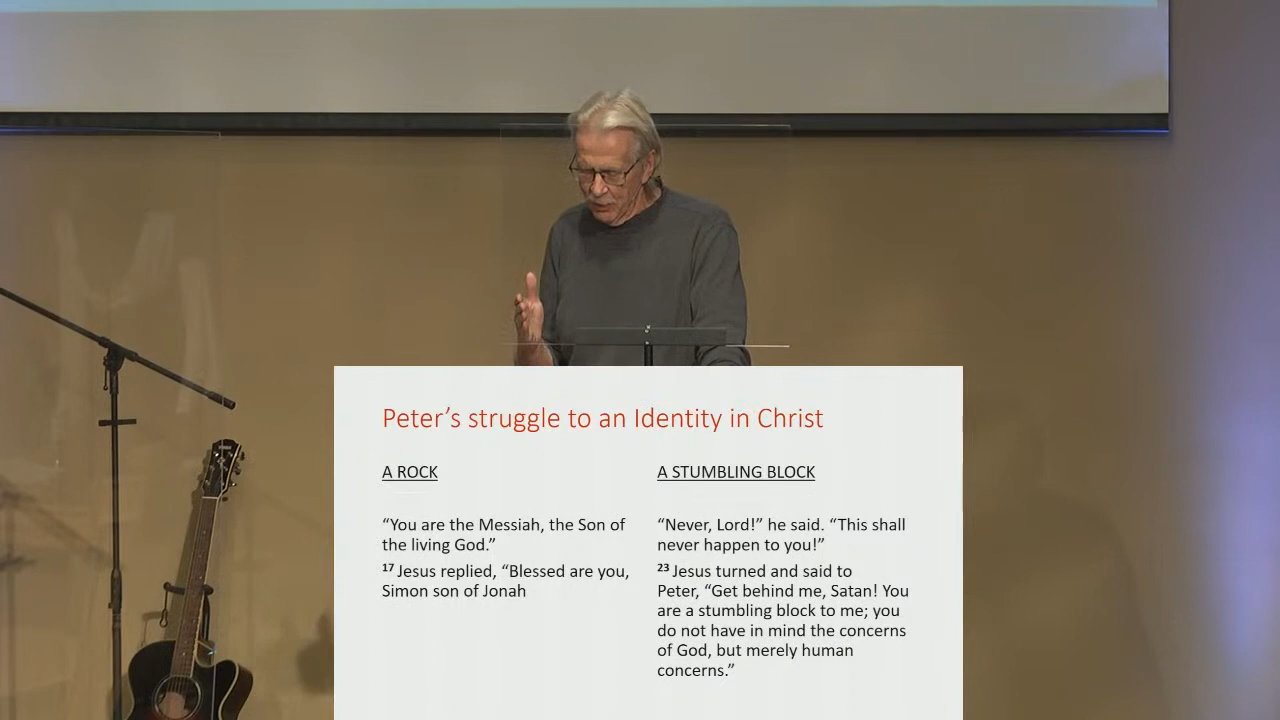 Peter’s struggle to an Identity in Christ
A ROCK
“You are the Messiah, the Son of
the living God.”
17 Jesus replied, “Blessed are you,
Simon son of Jonah
A STUMBLING BLOCK
“Never, Lord!” he said. “This shall
never happen to you!”
23 Jesus turned and said to
Peter, “Get behind me, Satan! You
are a stumbling block to me; you
do not have in mind the concerns
of God, but merely human
concerns.”